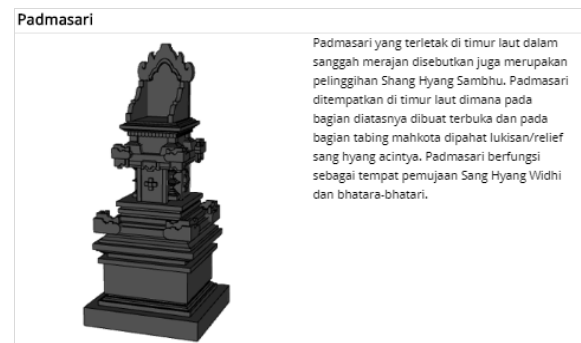 Padmasari
Padmasari yang terletak di timur laut dalam
sanggah merajan disebutkan juga merupakan
pelinggihan Shang Hyang Sambhu. Padmasari
ditempatkan di timur laut dimana pada
bagian diatasnya dibuat terbuka dan pada
bagian tabing mahkota dipahat lukisan/relief
sang hyang acintya. Padmasari berfungsi
sebagai tempat pemujaan Sang Hyang Widhi
dan bhatara-bhatari.